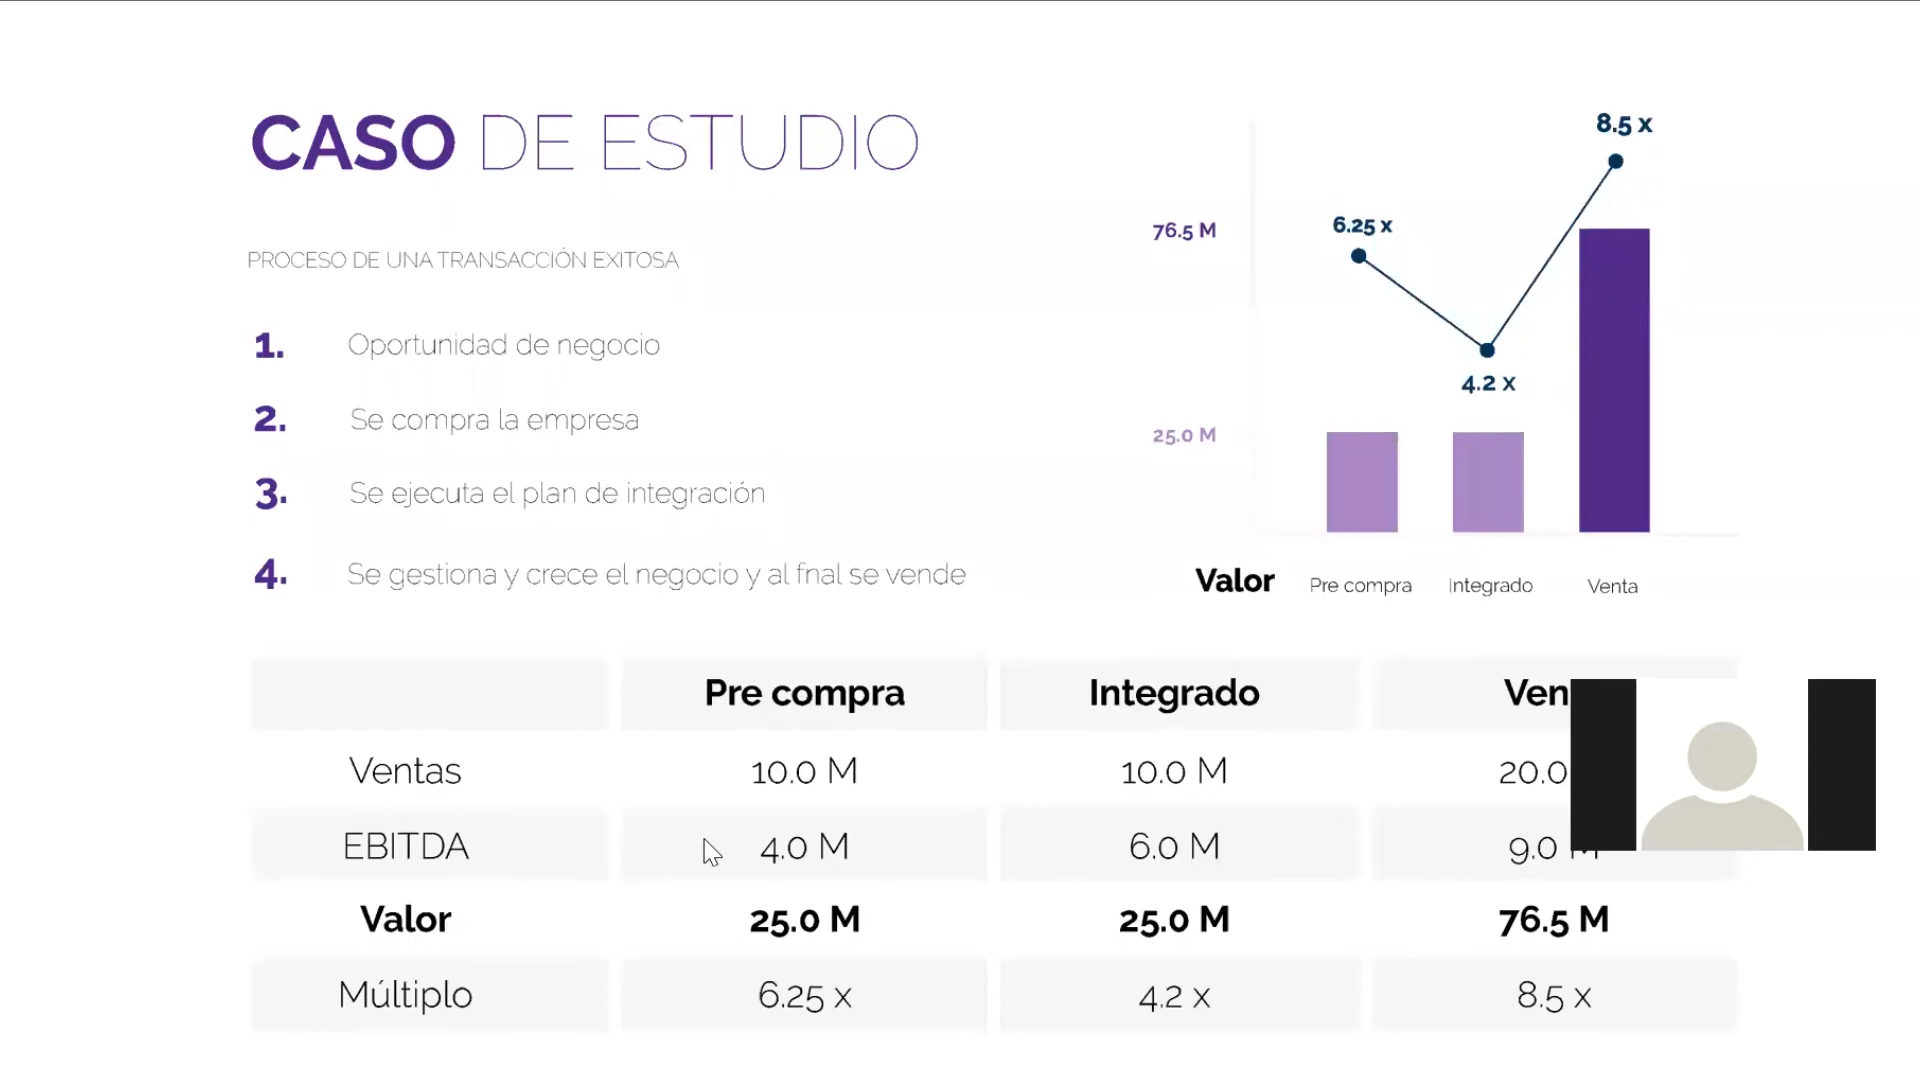 CASO DE ESTUDIO
PROCESO DE UNA TRANSACCIÓN EXITOSA
1. Oportunidad de negocio
2. Se compra la empresa
3. Se ejecuta el plan de integración
4. Se gestiona y crece el negocio y al fnal se vende
8.5 x
76.5 M
6.25 x
4.2 x
25.0 M
Valor Pre compra Integrado Venta
Pre compra Integrado
Ventas 10.0 M 10.0 M 20.0
EBITDA 4.0 M 6.0 M 9.0 M
Valor 25.0 M 25.0 M 76.5 M
Múltiplo 6.25 x 4.2 x 8.5 x